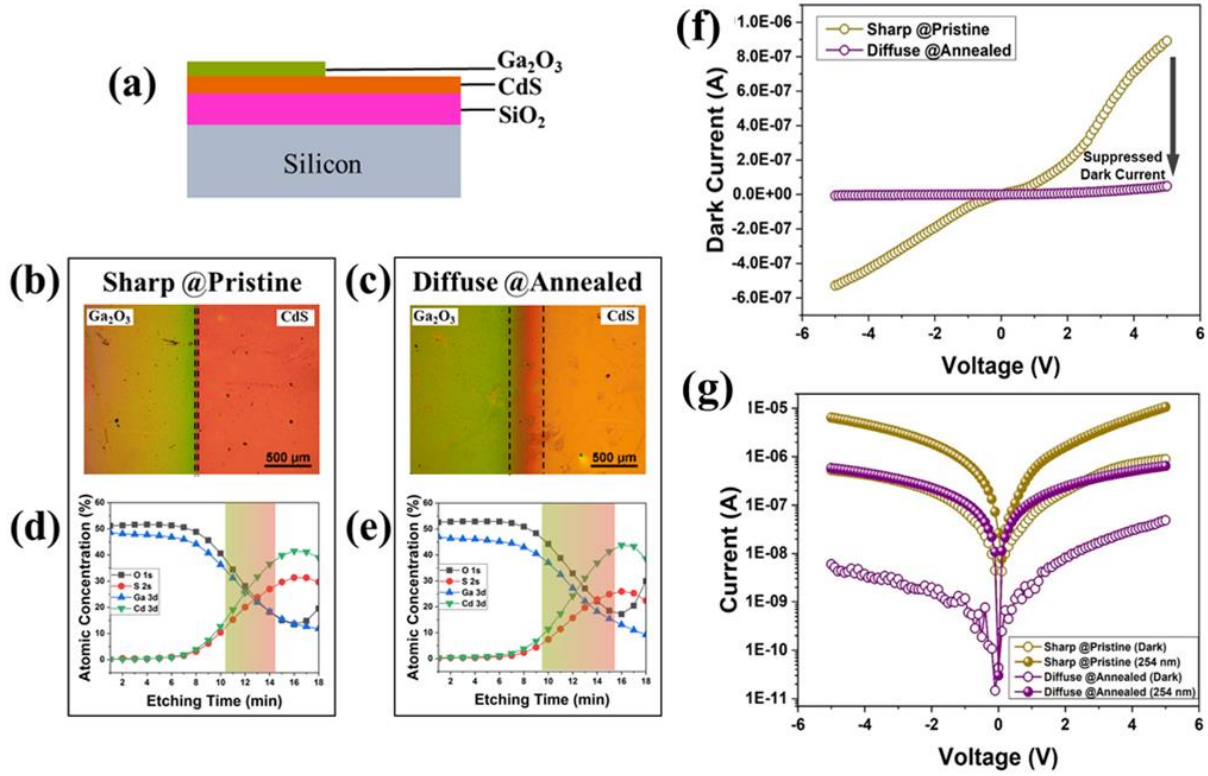 (a)
Ga₂O₃
CdS
SiO₂
Silicon
(b)
Sharp @Pristine
Ga₂O₃
CdS
500 µm
(c)
Diffuse @Annealed
Ga₂O₃
CdS
500 µm
(d)
Atomic Concentration (%)
60
50
40
30
20
10
0
O 1s
S 2s
Ga 3d
Cd 3d
2 4 6 8 10 12 14 16 18
Etching Time (min)
(e)
Atomic Concentration (%)
60
50
40
30
20
10
0
O 1s
S 2s
Ga 3d
Cd 3d
2 4 6 8 10 12 14 16 18
Etching Time (min)
(f)
Dark Current (A)
1.0E-06
8.0E-07
6.0E-07
4.0E-07
2.0E-07
0.0E+00
-2.0E-07
-4.0E-07
-6.0E-07
Sharp @Pristine
Diffuse @Annealed
Suppressed
Dark Current
-6 -4 -2 0 2 4 6
Voltage (V)
(g)
Current (A)
1E-05
1E-06
1E-07
1E-08
1E-09
1E-10
1E-11
Sharp @Pristine (Dark)
Sharp @Pristine (254 nm)
Diffuse @Annealed (Dark)
Diffuse @Annealed (254 nm)
-6 -4 -2 0 2 4 6
Voltage (V)